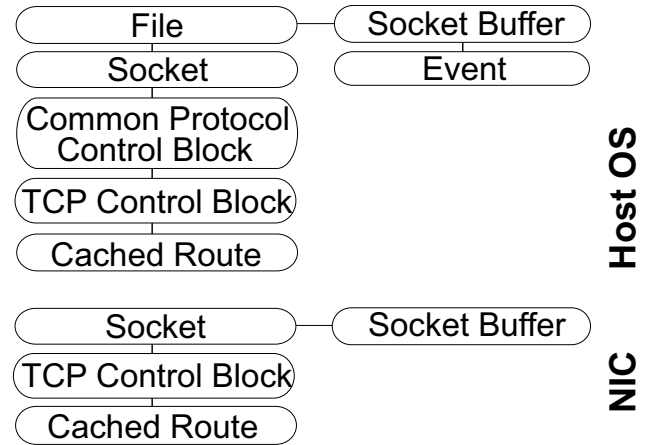 File
Socket Buffer
Socket
Event
Common Protocol
Control Block
TCP Control Block
Cached Route
Host OS
Socket
Socket Buffer
TCP Control Block
Cached Route
NIC